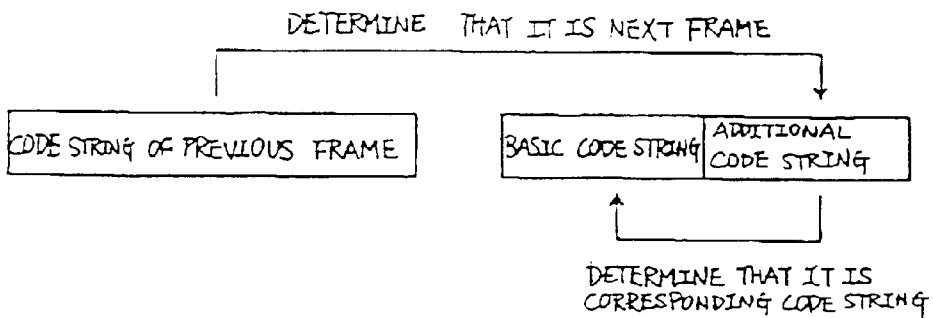 DETERMINE THAT IT IS NEXT FRAME
CODE STRING OF PREVIOUS FRAME
BASIC CODE STRING
ADDITIONAL
CODE STRING
DETERMINE THAT IT IS
CORRESPONDING CODE STRING